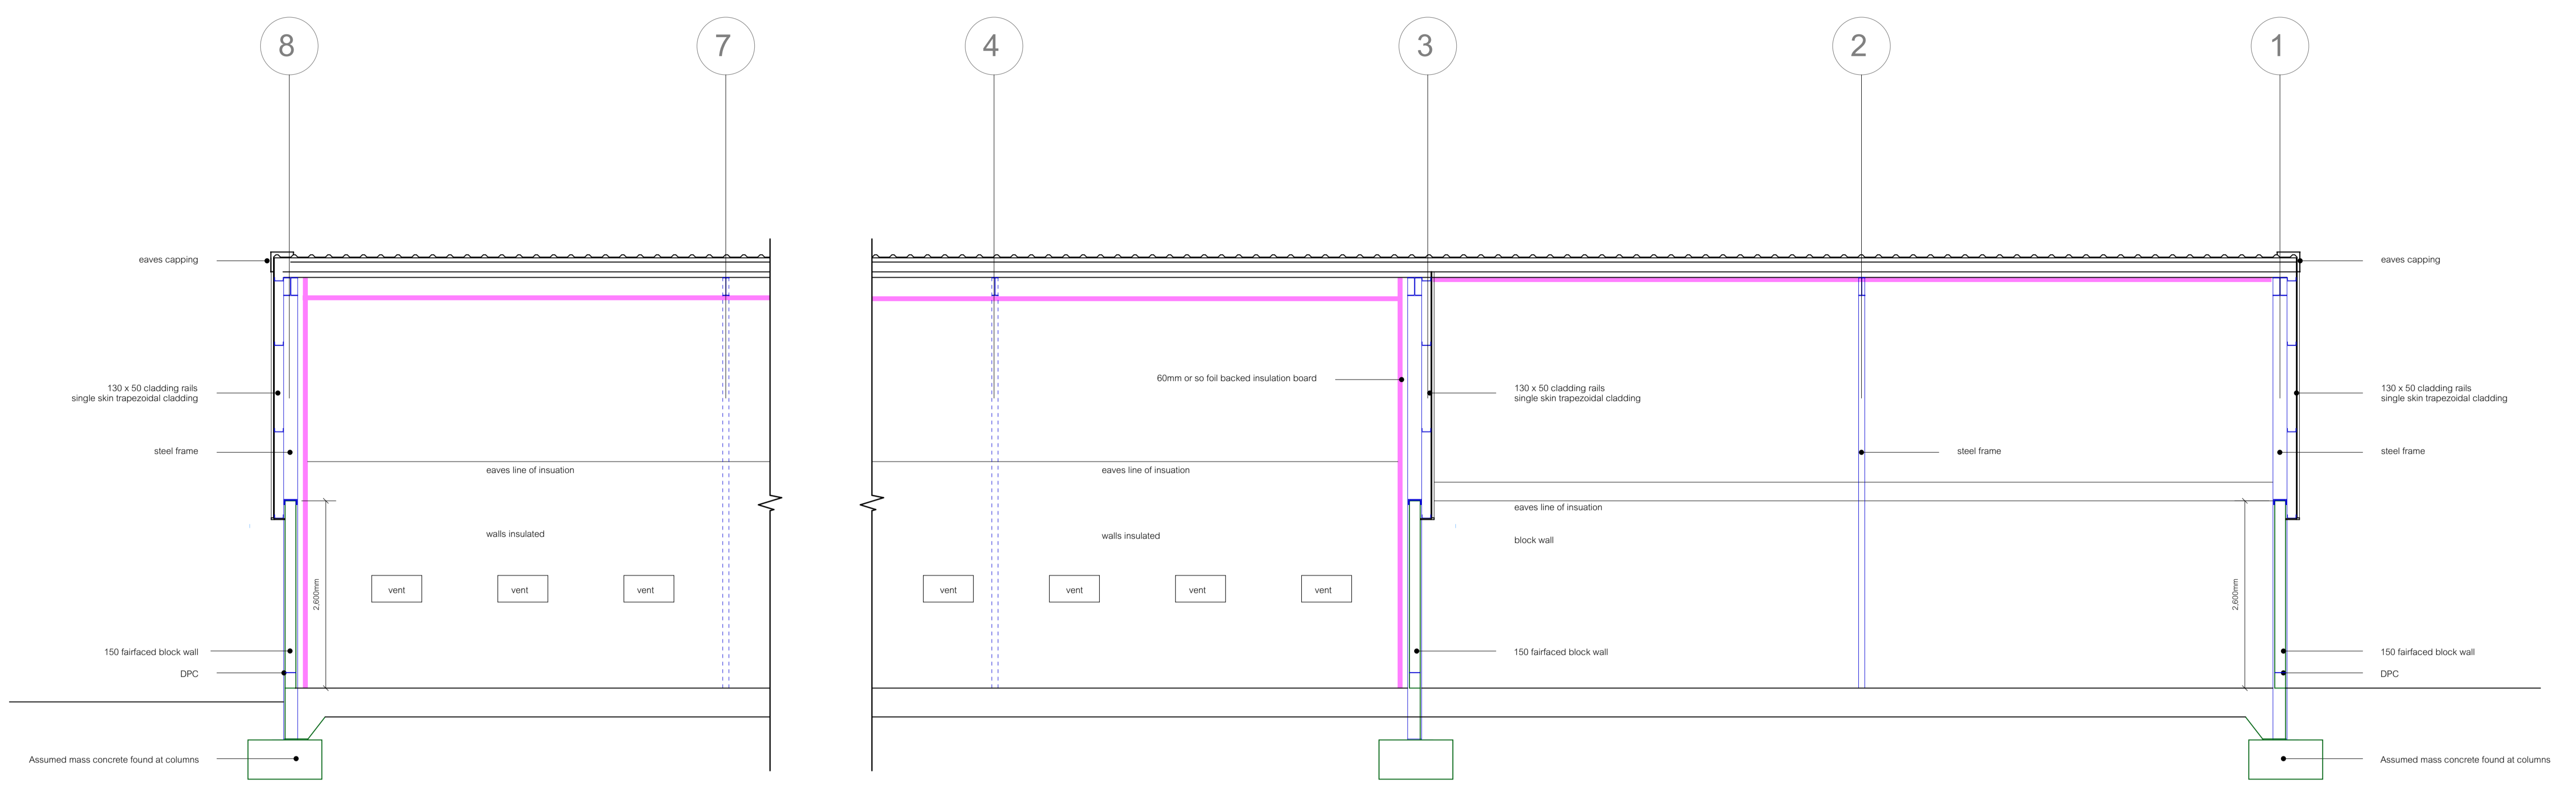 8
7
4
3
2
1
eaves capping
eaves capping
60mm or so foil backed insulation board
130 x 50 cladding rails
single skin trapezoidal cladding
130 x 50 cladding rails
single skin trapezoidal cladding
130 x 50 cladding rails
single skin trapezoidal cladding
steel frame
steel frame
steel frame
eaves line of insuation
eaves line of insuation
eaves line of insuation
walls insulated
walls insulated
block wall
vent
vent
vent
vent
vent
vent
vent
2,600mm
2,600mm
150 fairfaced block wall
150 fairfaced block wall
150 fairfaced block wall
DPC
DPC
Assumed mass concrete found at columns
Assumed mass concrete found at columns